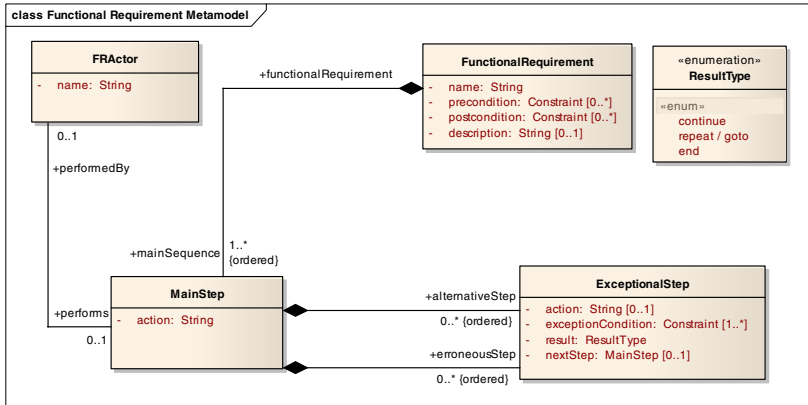 class Functional Requirement Metamodel
FRActor
- name: String
0..1
+performedBy
+functionalRequirement
FunctionalRequirement
- name: String
- precondition: Constraint [0..*]
- postcondition: Constraint [0..*]
- description: String [0..1]
«enumeration»
ResultType
«enum»
continue
repeat / goto
end
+mainSequence
1..*
{ordered}
+performs
0..1
MainStep
- action: String
+alternativeStep
0..* {ordered}
+erroneousStep
0..* {ordered}
ExceptionalStep
- action: String [0..1]
- exceptionCondition: Constraint [1..*]
- result: ResultType
- nextStep: MainStep [0..1]